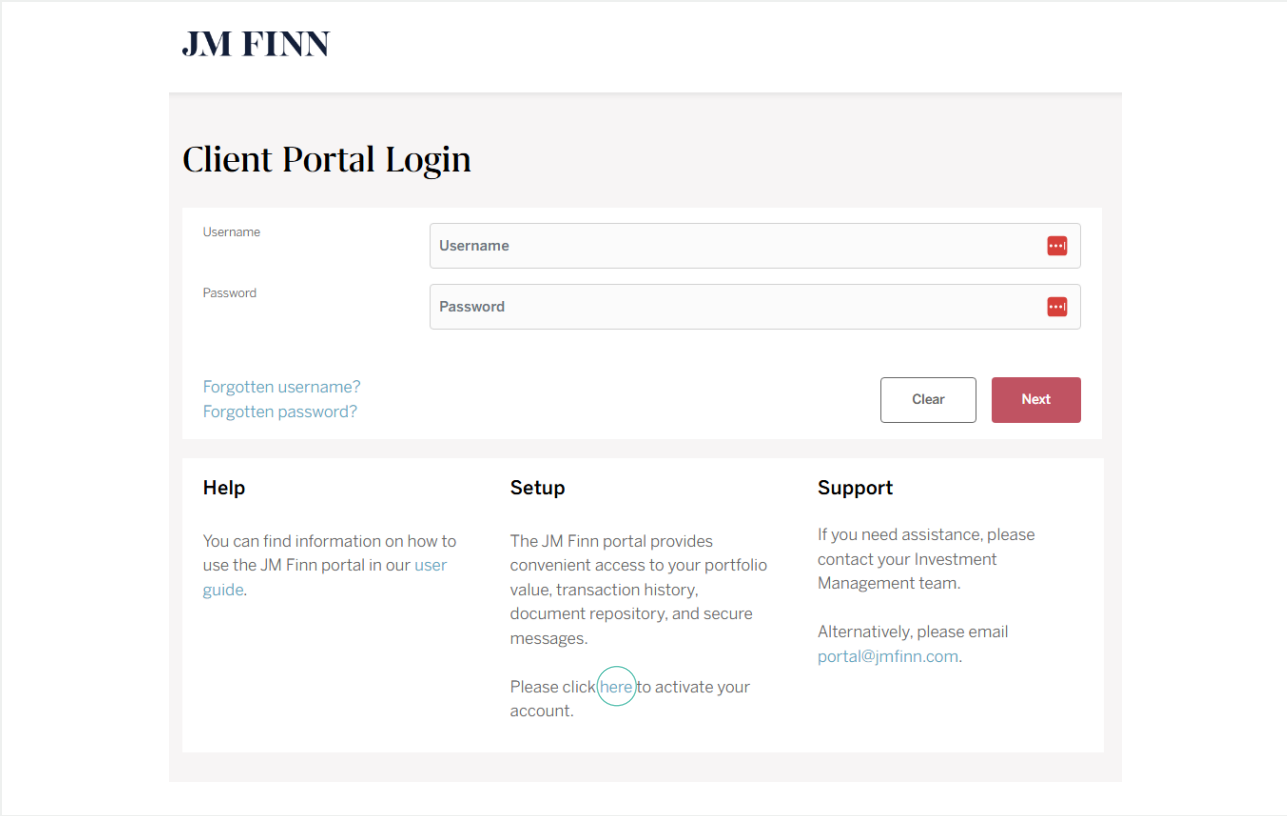 JM FINN
Client Portal Login
Username
Username
Password
Password
Forgotten username?
Forgotten password?
Clear
Next
Help
You can find information on how to
use the JM Finn portal in our user
guide.
Setup
The JM Finn portal provides
convenient access to your portfolio
value, transaction history,
document repository, and secure
messages.
Please click here to activate your
account.
Support
If you need assistance, please
contact your Investment
Management team.
Alternatively, please email
portal@jmfinn.com.